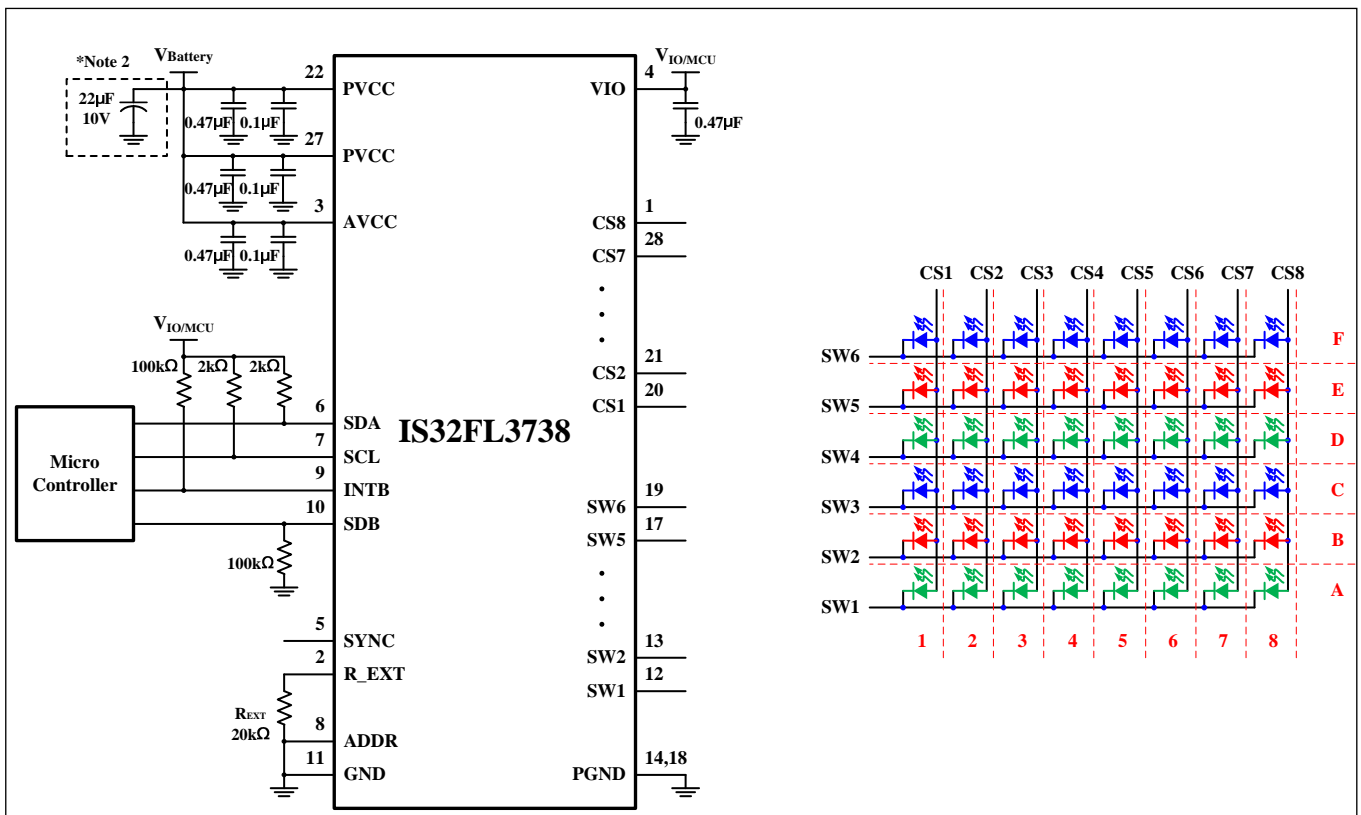 *Note 2
VBattery
22µF
10V
0.47µF
0.1µF
0.47µF
0.1µF
0.47µF
0.1µF
22
PVCC
27
PVCC
3
AVCC
VIO/MCU
100kΩ
2kΩ
2kΩ
Micro
Controller
6
SDA
7
SCL
9
INTB
10
SDB
100kΩ
5
SYNC
2
R_EXT
REXT
20kΩ
8
ADDR
11
GND
IS32FL3738
4
VIO
VIO/MCU
0.47µF
1
CS8
28
CS7
21
CS2
20
CS1
19
SW6
17
SW5
13
SW2
12
SW1
14,18
PGND
CS1 CS2 CS3 CS4 CS5 CS6 CS7 CS8
SW6 F
SW5 E
SW4 D
SW3 C
SW2 B
SW1 A
1 2 3 4 5 6 7 8